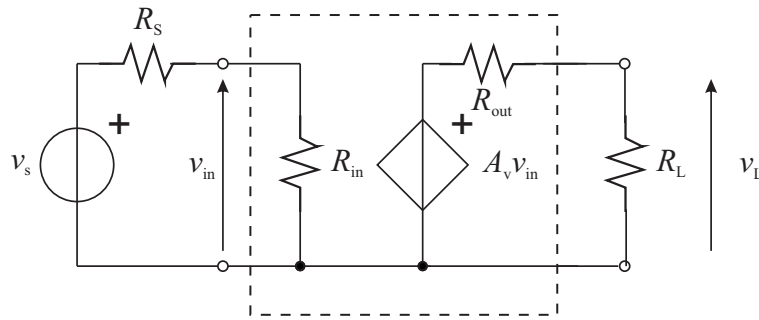 R_S
R_out
+
+
v_s
v_in
R_in
A_v v_in
R_L
v_L